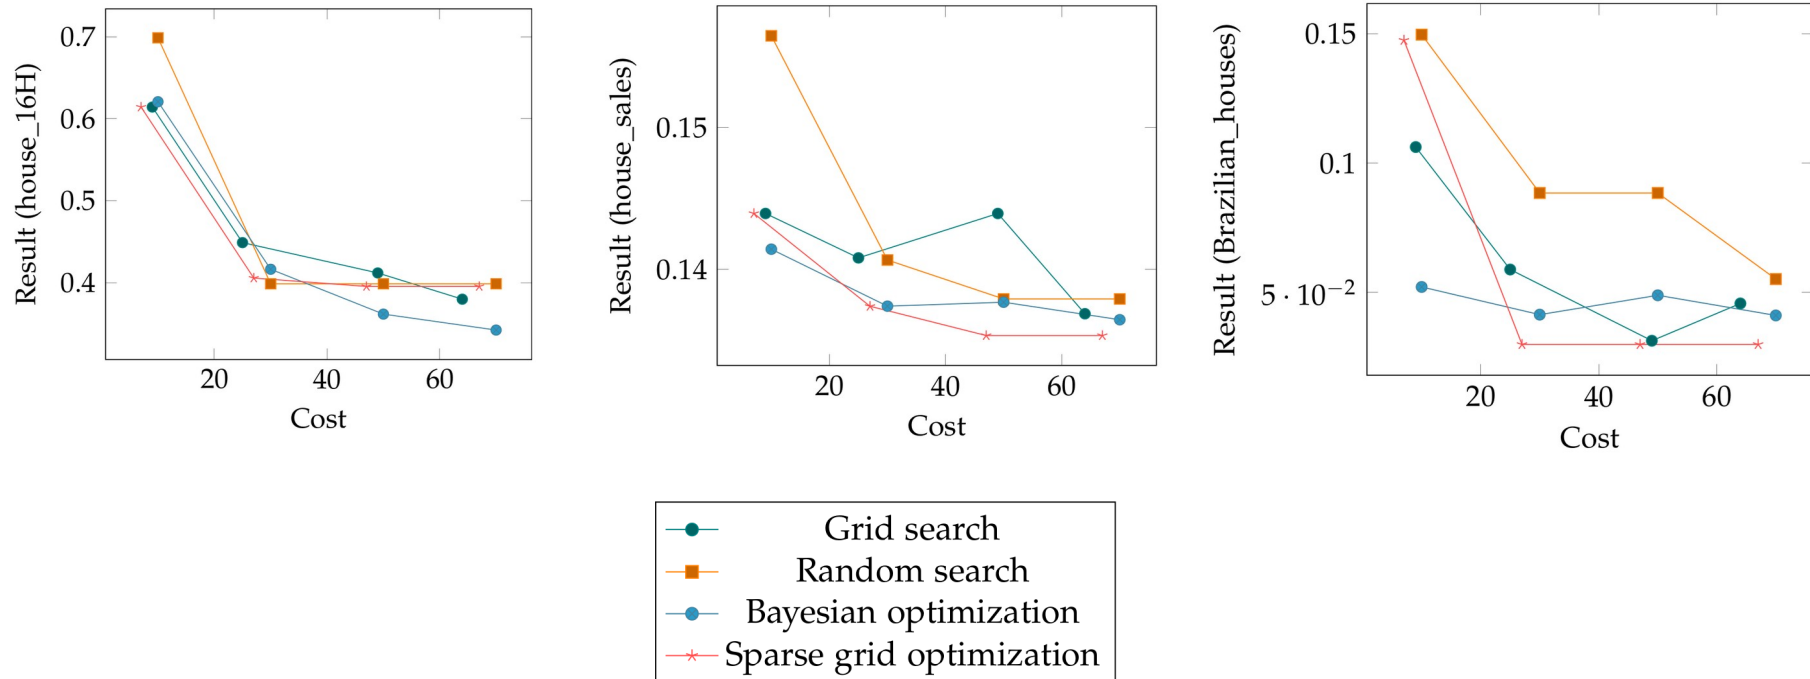 0.7
0.6
0.5
0.4
20 40 60
Cost
Result (house_16H)
0.15
0.14
20 40 60
Cost
Result (house_sales)
0.15
0.1
5 · 10⁻²
20 40 60
Cost
Result (Brazilian_houses)
Grid search
Random search
Bayesian optimization
Sparse grid optimization